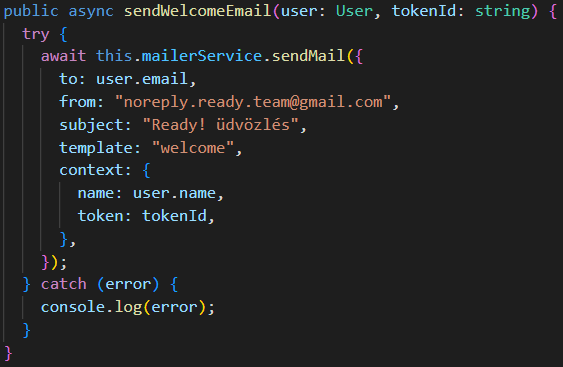 public async sendWelcomeEmail(user: User, tokenId: string) {
try {
await this.mailerService.sendMail({
to: user.email,
from: "noreply.ready.team@gmail.com",
subject: "Ready! üdvözlés",
template: "welcome",
context: {
name: user.name,
token: tokenId,
},
});
} catch (error) {
console.log(error);
}
}